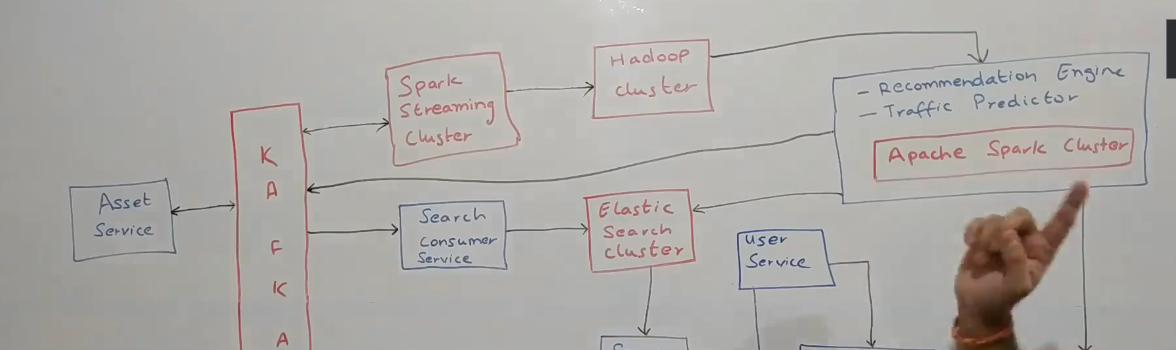 Hadoop
cluster
Spark
Streaming
Cluster
- Recommendation Engine
- Traffic Predictor
Apache Spark Cluster
K
A
F
K
A
Asset
Service
Search
Consumer
Service
Elastic
Search
cluster
User
Service